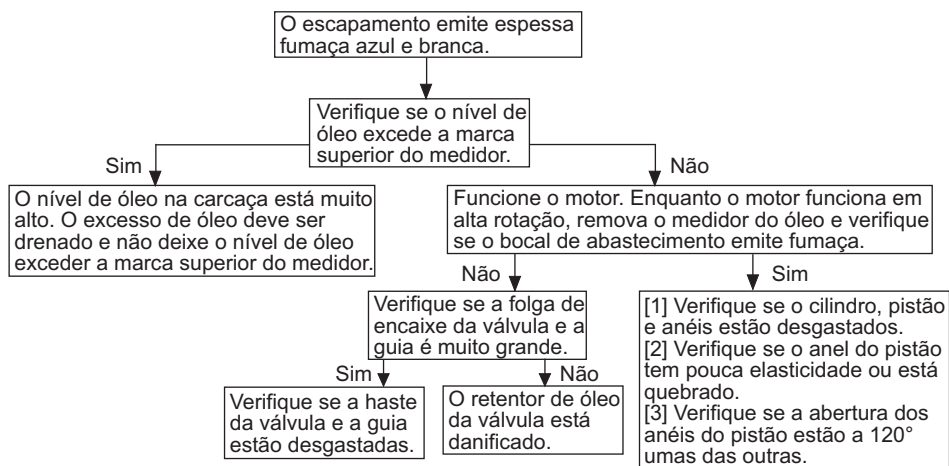 O escapamento emite espessa
fumaça azul e branca.
Verifique se o nível de
óleo excede a marca
superior do medidor.
Sim
Não
O nível de óleo na carcaça está muito
alto. O excesso de óleo deve ser
drenado e não deixe o nível de óleo
exceder a marca superior do medidor.
Funcione o motor. Enquanto o motor funciona em
alta rotação, remova o medidor do óleo e verifique
se o bocal de abastecimento emite fumaça.
Não
Sim
Verifique se a folga de
encaixe da válvula e a
guia é muito grande.
[1] Verifique se o cilindro, pistão
e anéis estão desgastados.
[2] Verifique se o anel do pistão
tem pouca elasticidade ou está
quebrado.
[3] Verifique se a abertura dos
anéis do pistão estão a 120°
umas das outras.
Sim
Não
Verifique se a haste
da válvula e a guia
estão desgastadas.
O retentor de óleo
da válvula está
danificado.